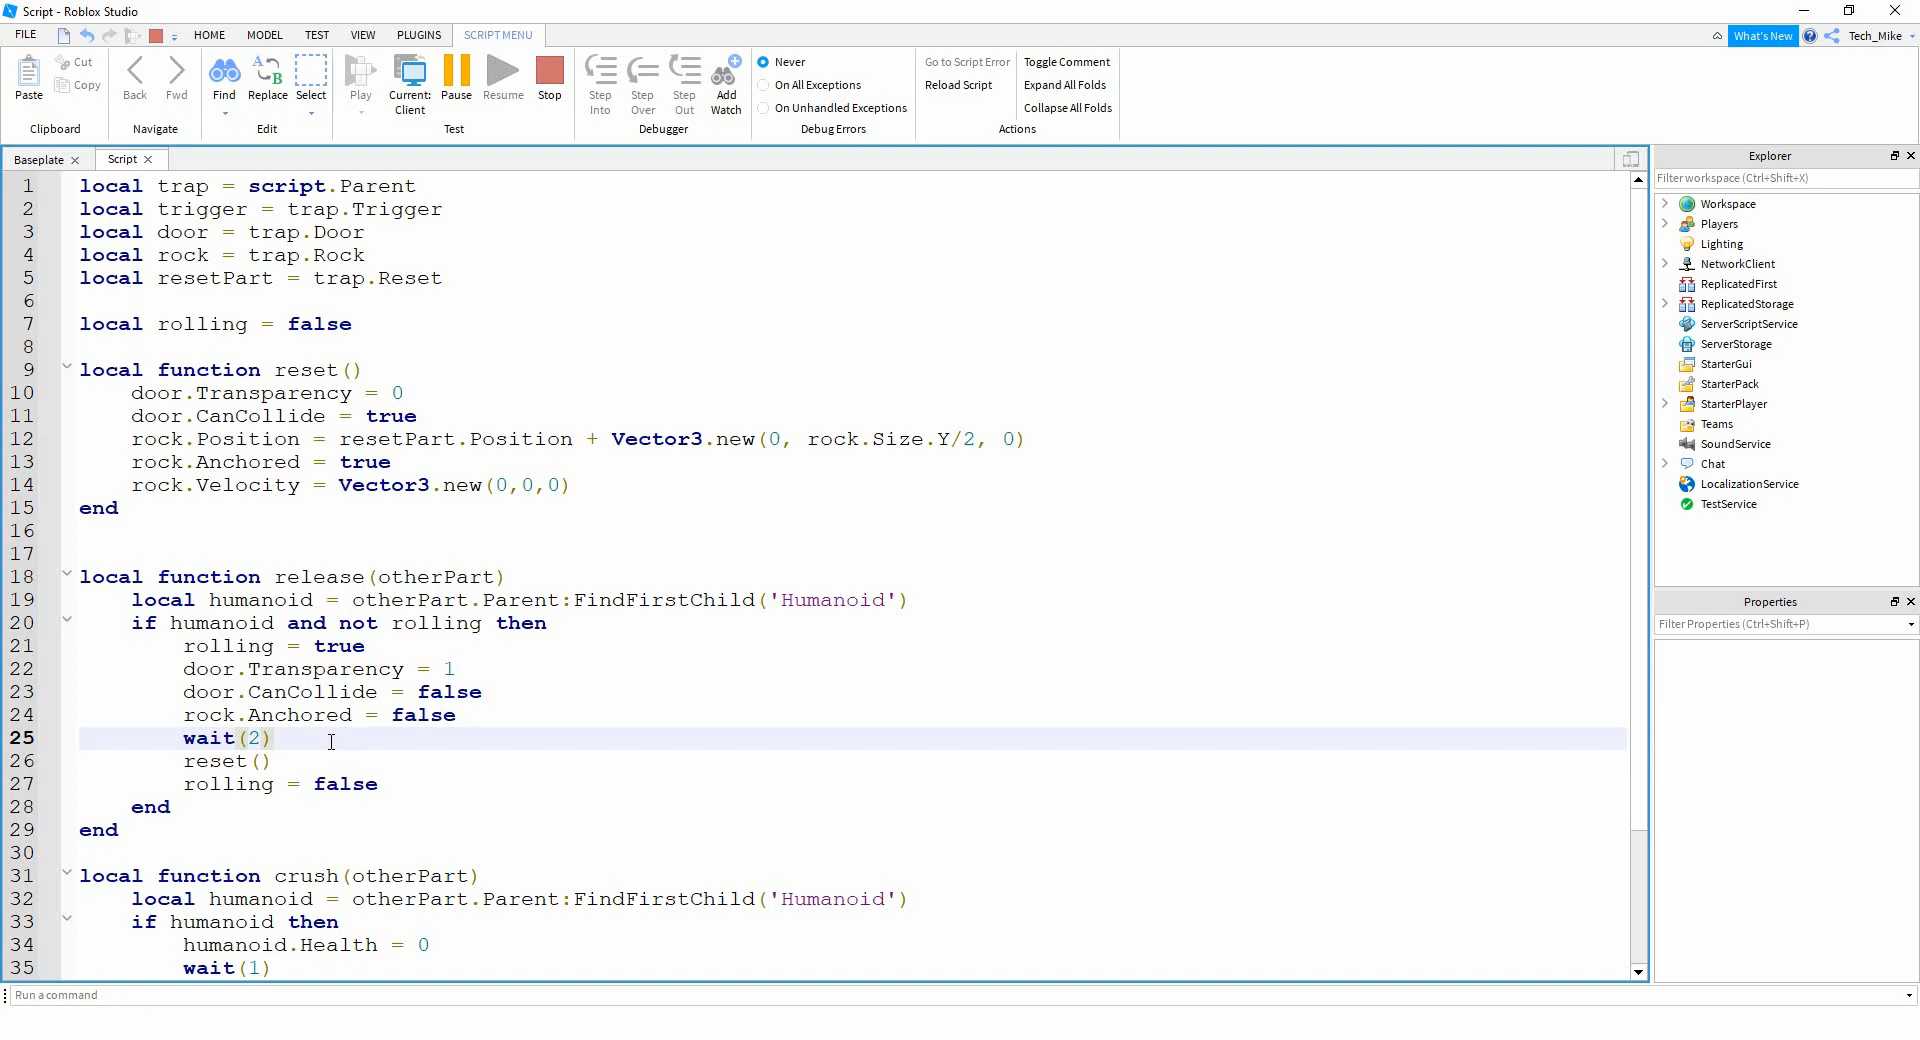 Script - Roblox Studio
FILE HOME MODEL TEST VIEW PLUGINS SCRIPT MENU What's New Tech_Mike
Paste Cut Copy
Clipboard
Back Fwd
Navigate
Find Replace Select
Edit
Play Current: Client Pause Resume Stop
Test
Step Into Step Over Step Out Add Watch
Debugger
Never
On All Exceptions
On Unhandled Exceptions
Debug Errors
Go to Script Error
Reload Script
Toggle Comment
Expand All Folds
Collapse All Folds
Actions
Baseplate Script
1 local trap = script.Parent
2 local trigger = trap.Trigger
3 local door = trap.Door
4 local rock = trap.Rock
5 local resetPart = trap.Reset
6
7 local rolling = false
8
9 local function reset()
10 door.Transparency = 0
11 door.CanCollide = true
12 rock.Position = resetPart.Position + Vector3.new(0, rock.Size.Y/2, 0)
13 rock.Anchored = true
14 rock.Velocity = Vector3.new(0,0,0)
15 end
16
17
18 local function release(otherPart)
19 local humanoid = otherPart.Parent:FindFirstChild('Humanoid')
20 if humanoid and not rolling then
21 rolling = true
22 door.Transparency = 1
23 door.CanCollide = false
24 rock.Anchored = false
25 wait(2)
26 reset()
27 rolling = false
28 end
29 end
30
31 local function crush(otherPart)
32 local humanoid = otherPart.Parent:FindFirstChild('Humanoid')
33 if humanoid then
34 humanoid.Health = 0
35 wait(1)
Explorer
Filter workspace (Ctrl+Shift+X)
Workspace
Players
Lighting
NetworkClient
ReplicatedFirst
ReplicatedStorage
ServerScriptService
ServerStorage
StarterGui
StarterPack
StarterPlayer
Teams
SoundService
Chat
LocalizationService
TestService
Properties
Filter Properties (Ctrl+Shift+P)
Run a command